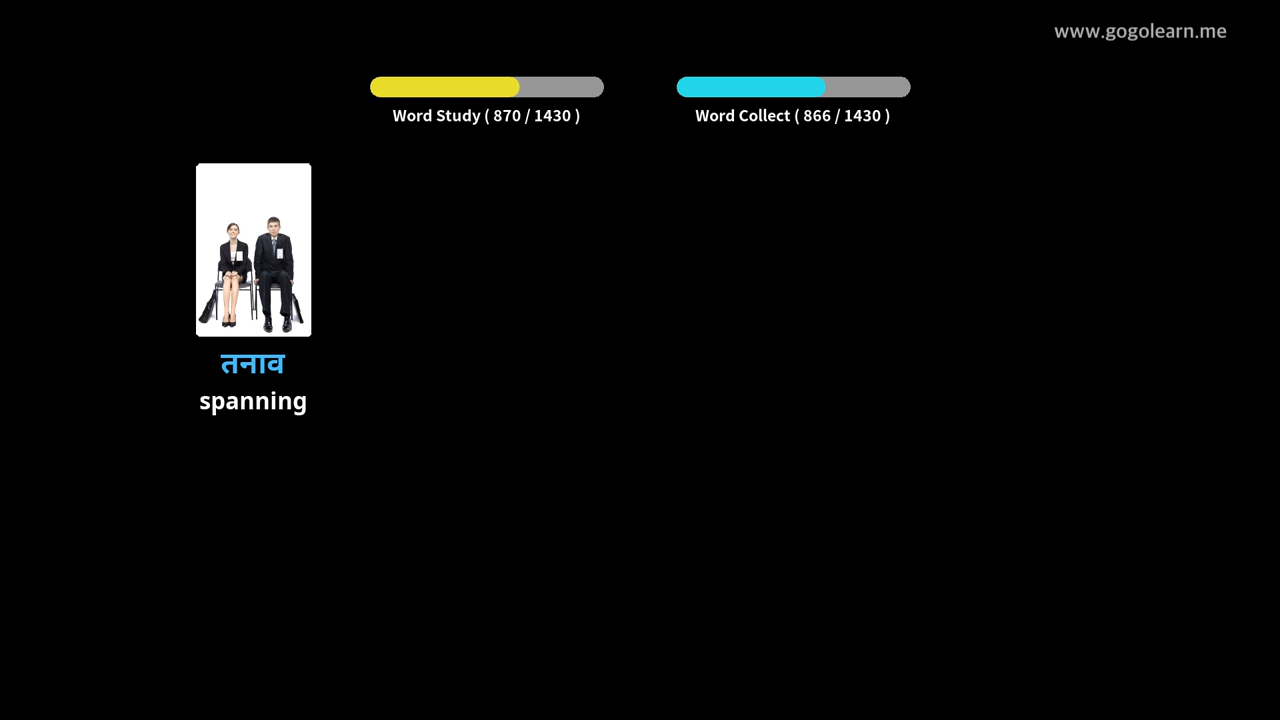 www.gogolearn.me
Word Study ( 870 / 1430 )
Word Collect ( 866 / 1430 )
तनाव
spanning